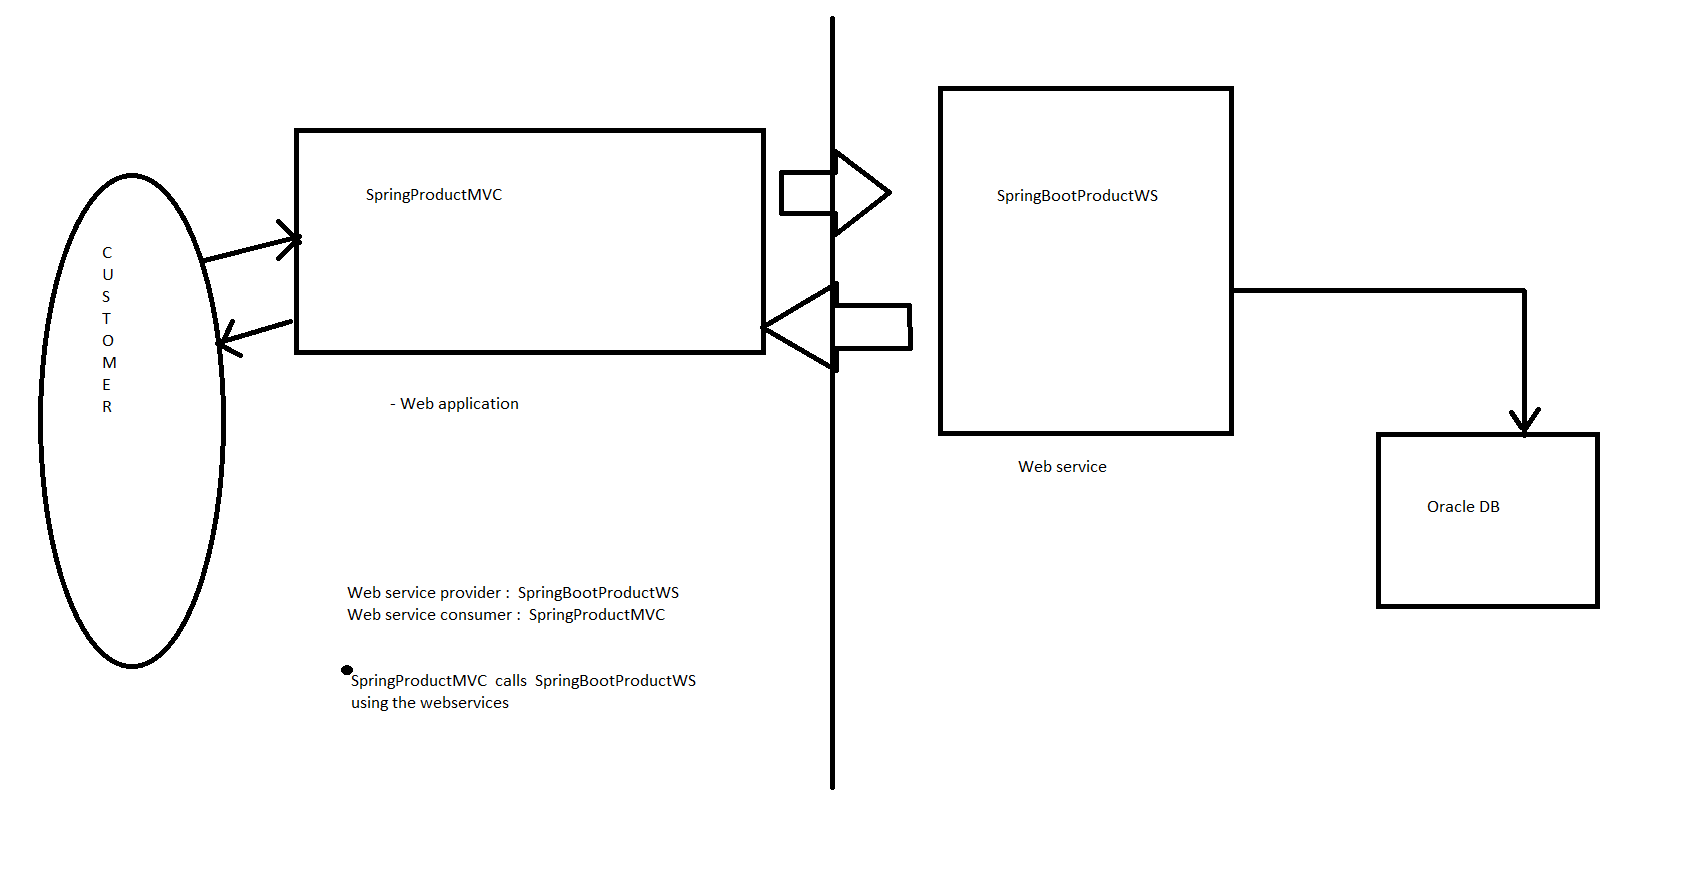 C
U
S
T
O
M
E
R
SpringProductMVC
- Web application
SpringBootProductWS
Web service
Oracle DB
Web service provider :  SpringBootProductWS
Web service consumer :  SpringProductMVC
SpringProductMVC  calls  SpringBootProductWS
using the webservices